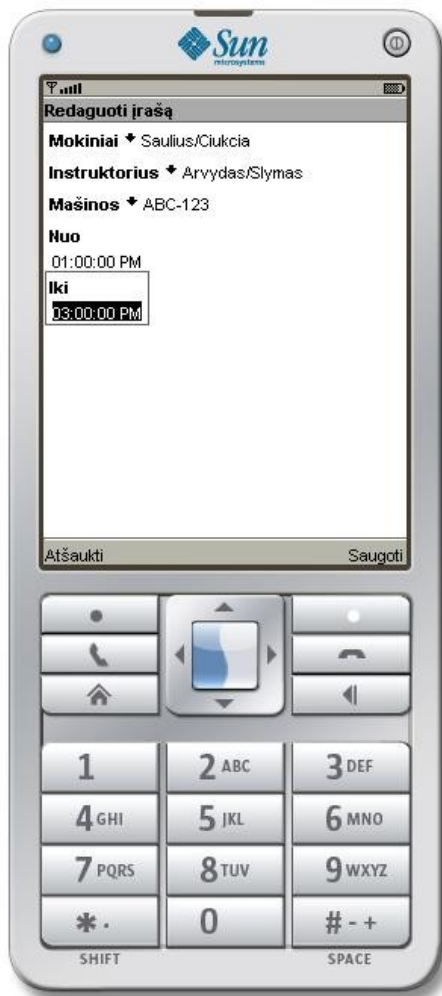 Sun
microsystems
Redaguoti įrašą
Mokiniai Saulius/Ciukcia
Instruktorius Arvydas/Slymas
Mašinos ABC-123
Nuo
01:00:00 PM
Iki
03:00:00 PM
Atšaukti Saugoti
1 2 ABC 3 DEF
4 GHI 5 JKL 6 MNO
7 PQRS 8 TUV 9 WXYZ
* . 0 # - +
SHIFT SPACE